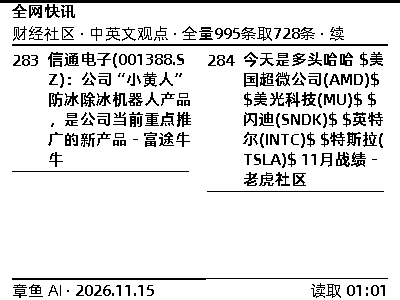 全网快讯
财经社区 · 中英文观点 · 全量995条取728条 · 续
283 信通电子(001388.S
Z)：公司“小黄人”
防冰除冰机器人产品
，是公司当前重点推
广的新产品 - 富途牛
牛
284 今天是多头哈哈 $美
国超微公司(AMD)$
$美光科技(MU)$ $
闪迪(SNDK)$ $英特
尔(INTC)$ $特斯拉(
TSLA)$ 11月战绩 -
老虎社区
章鱼 AI · 2026.11.15
读取 01:01